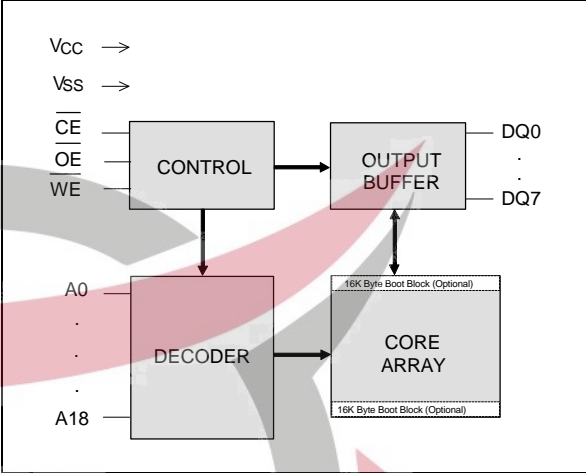 VCC
VSS
CE
OE
WE
CONTROL
OUTPUT
BUFFER
DQ0
.
.
DQ7
A0
.
.
.
A18
DECODER
16K Byte Boot Block (Optional)
CORE
ARRAY
16K Byte Boot Block (Optional)